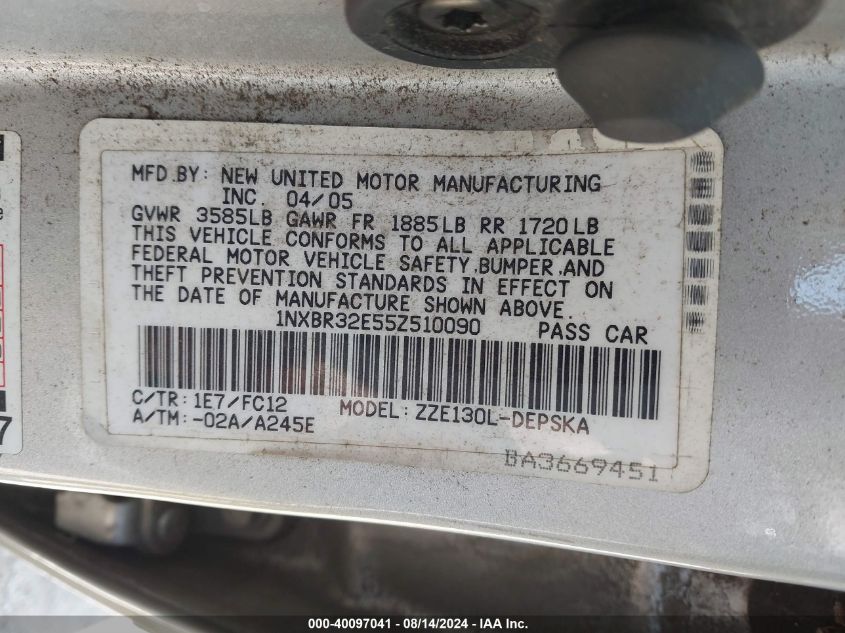 MFD.BY: NEW UNITED MOTOR MANUFACTURING
INC. 04/05
GVWR 3585LB GAWR FR 1885LB RR 1720LB
THIS VEHICLE CONFORMS TO ALL APPLICABLE
FEDERAL MOTOR VEHICLE SAFETY,BUMPER,AND
THEFT PREVENTION STANDARDS IN EFFECT ON
THE DATE OF MANUFACTURE SHOWN ABOVE.
1NXBR32E55Z510090 PASS CAR
C/TR: 1E7/FC12 MODEL: ZZE130L-DEPSKA
A/TM: -02A/A245E
BA3669451
7
e
000-40097041 - 08/14/2024 - IAA Inc.